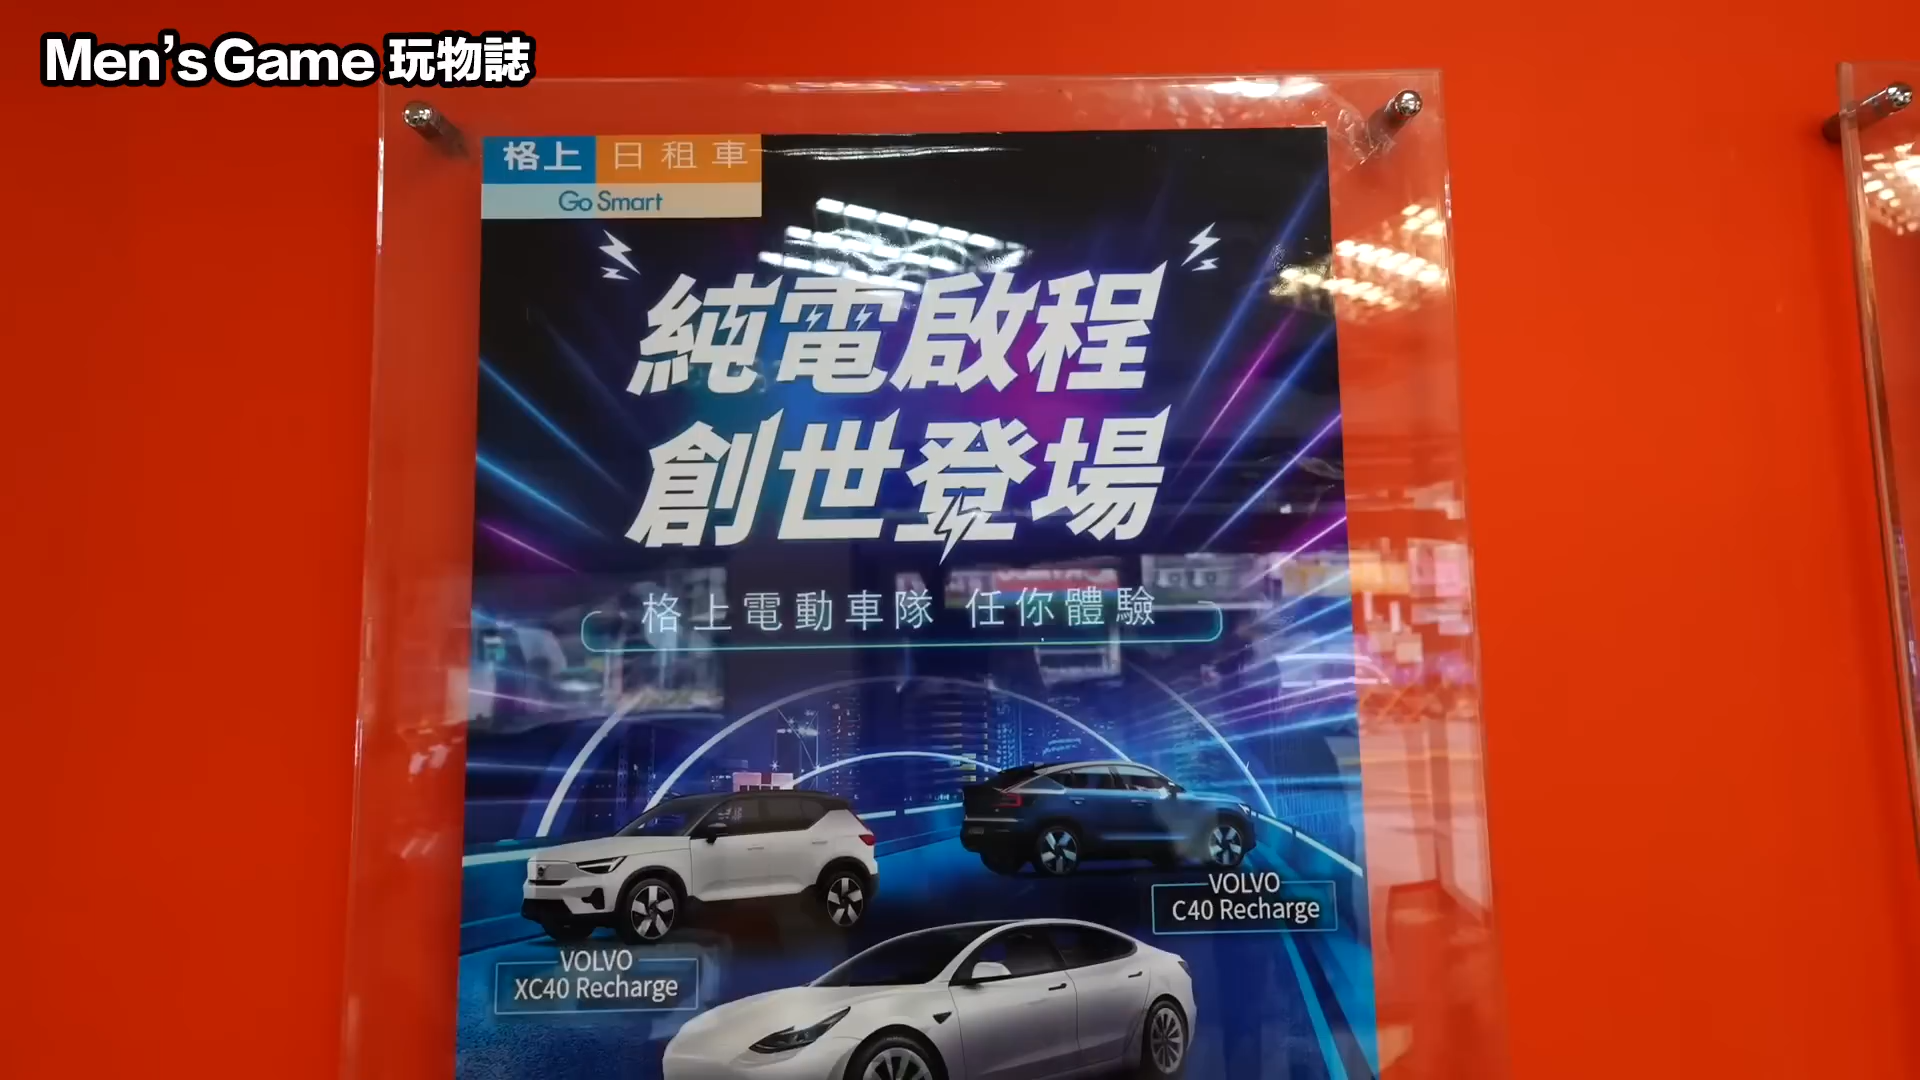 Men'sGame 玩物誌
格上 日租車
Go Smart
純電啟程
創世登場
格上電動車隊 任你體驗
VOLVO
C40 Recharge
VOLVO
XC40 Recharge